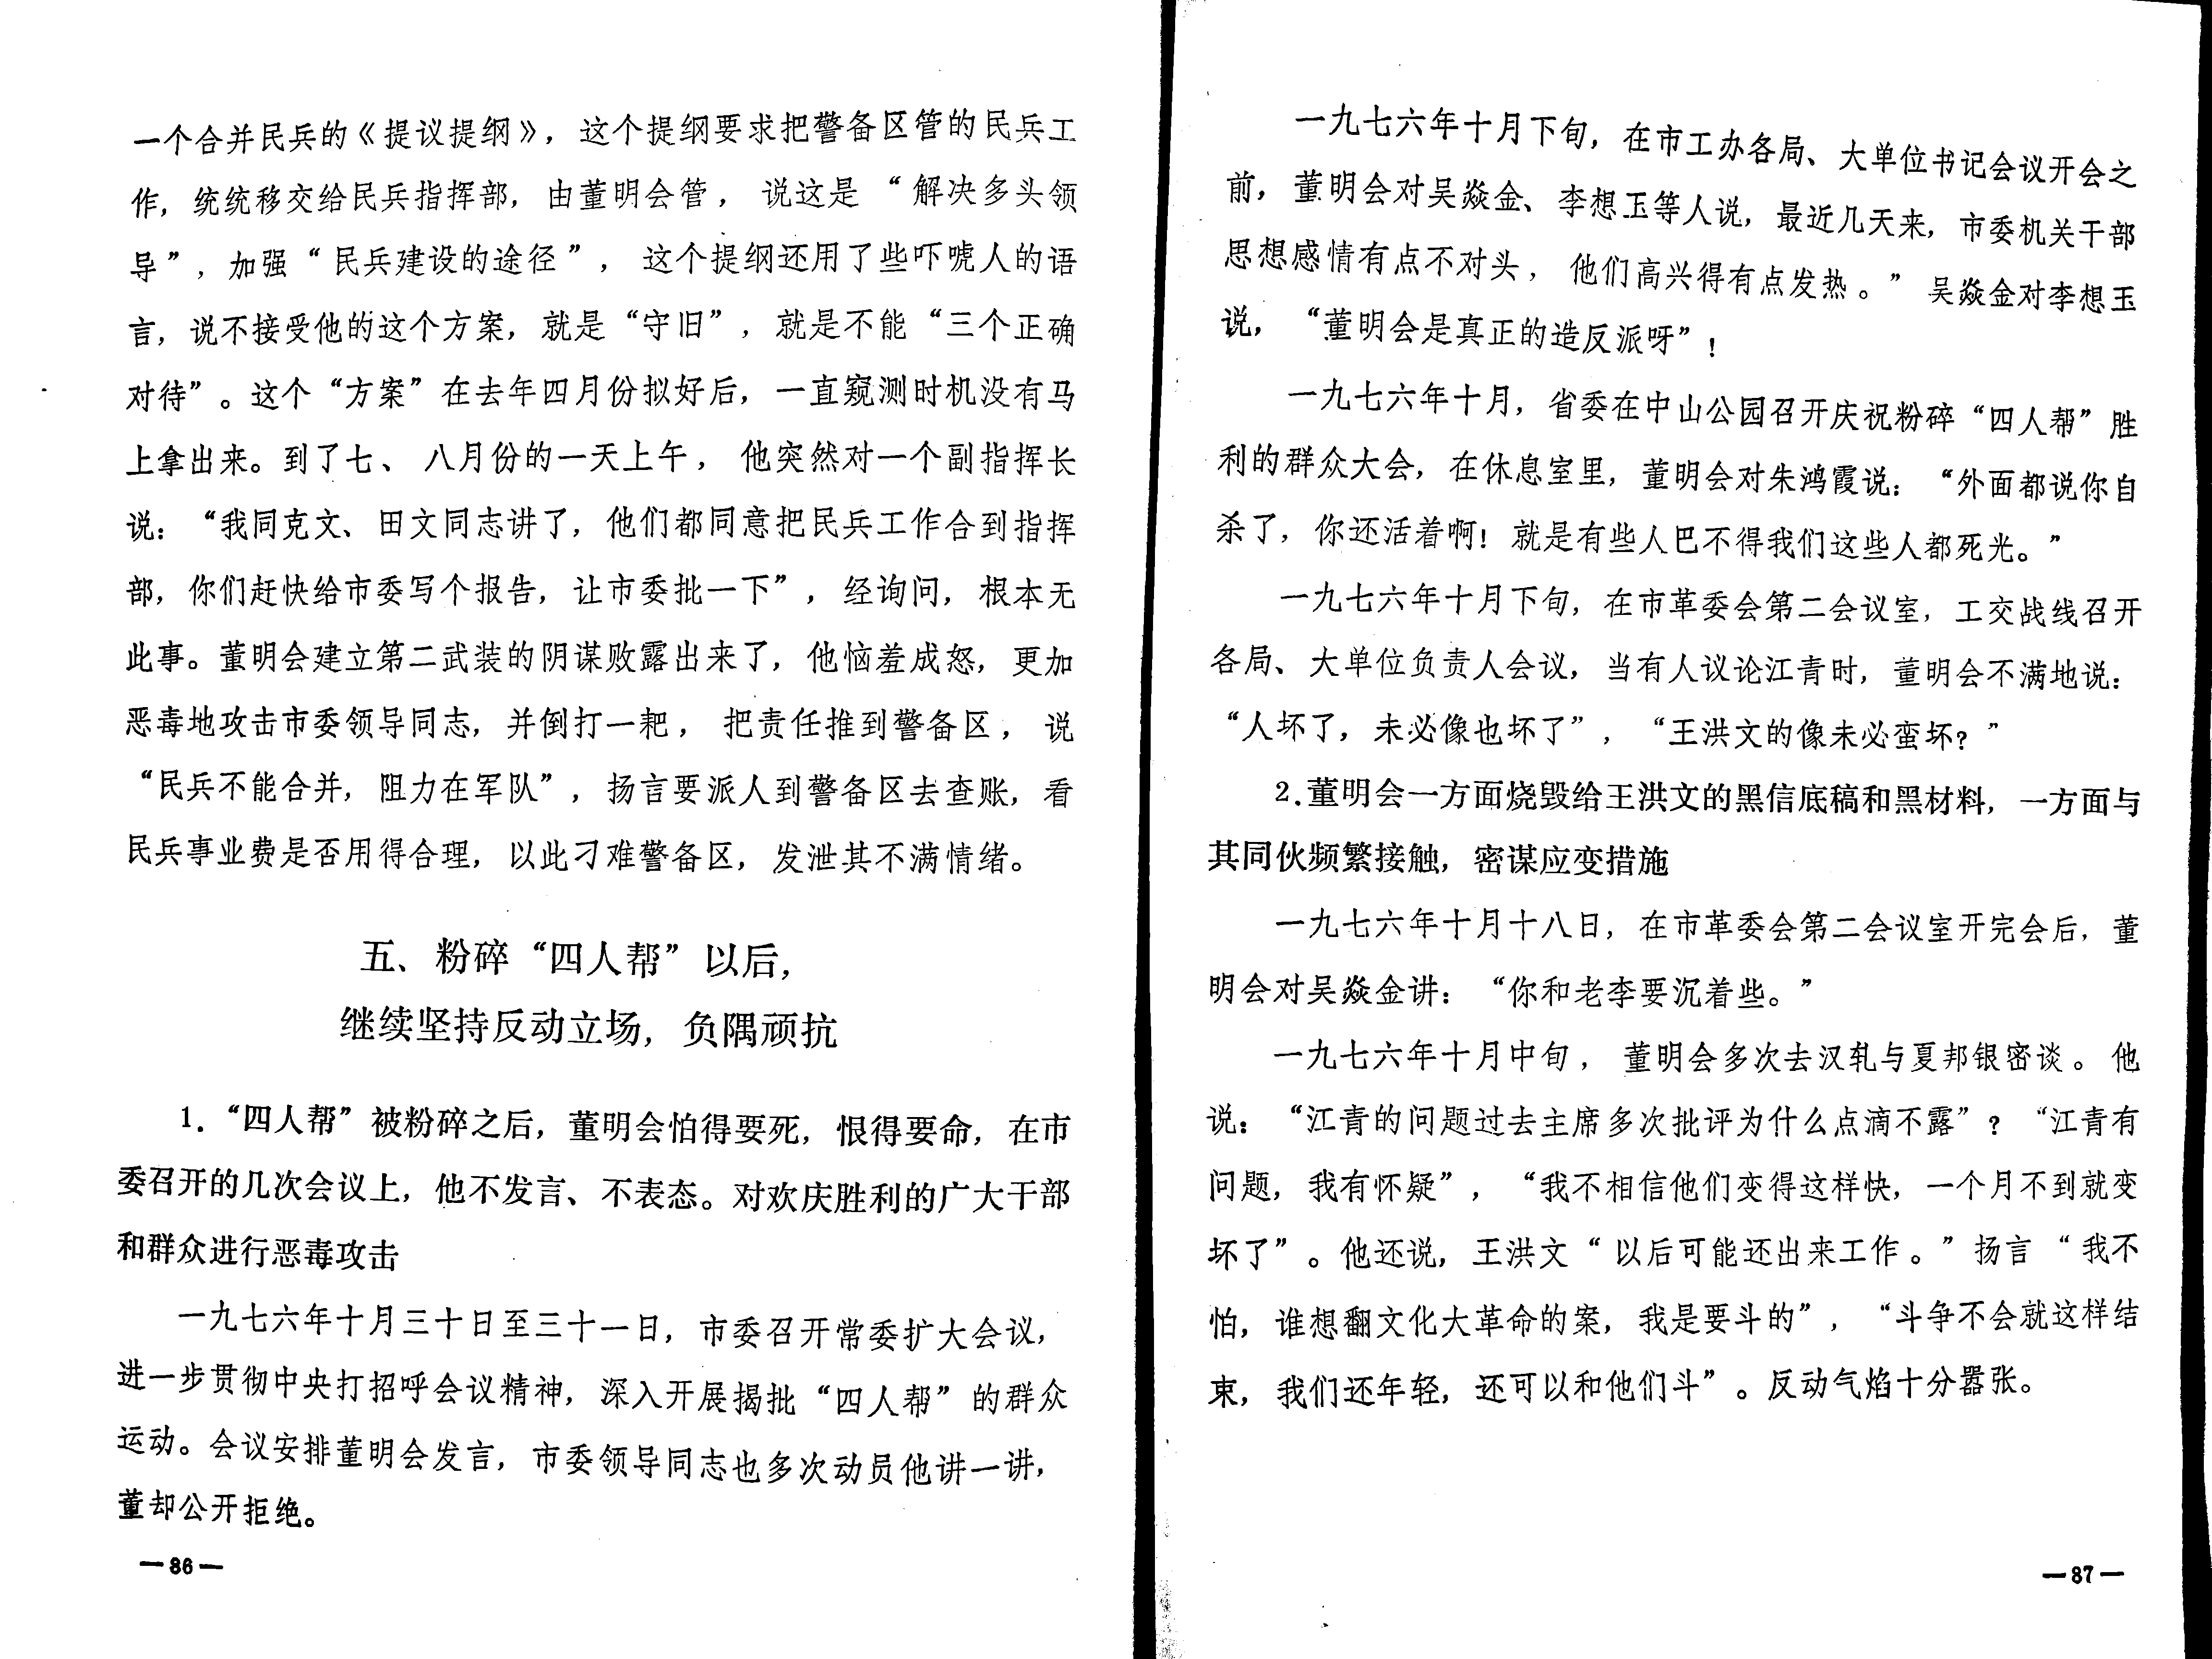 一个合并民兵的《提议提纲》，这个提纲要求把警备区管的民兵工
作，统统移交给民兵指挥部，由董明会管，说这是“解决多头领
导”，加强“民兵建设的途径”，这个提纲还用了些吓唬人的语
言，说不接受他的这个方案，就是“守旧”，就是不能“三个正确
对待”。这个“方案”在去年四月份拟好后，一直窥测时机没有马
上拿出来。到了七、八月份的一天上午，他突然对一个副指挥长
说：“我同克文、田文同志讲了，他们都同意把民兵工作合到指挥
部，你们赶快给市委写个报告，让市委批一下”，经询问，根本无
此事。董明会建立第二武装的阴谋败露出来了，他恼羞成怒，更加
恶毒地攻击市委领导同志，并倒打一耙，把责任推到警备区，说
“民兵不能合并，阻力在军队”，扬言要派人到警备区去查账，看
民兵事业费是否用得合理，以此刁难警备区，发泄其不满情绪。
五、粉碎“四人帮”以后，
继续坚持反动立场，负隅顽抗
1.“四人帮”被粉碎之后，董明会怕得要死，恨得要命，在市
委召开的几次会议上，他不发言、不表态。对欢庆胜利的广大干部
和群众进行恶毒攻击
一九七六年十月三十日至三十一日，市委召开常委扩大会议，
进一步贯彻中央打招呼会议精神，深入开展揭批“四人帮”的群众
运动。会议安排董明会发言，市委领导同志也多次动员他讲一讲，
董却公开拒绝。
—86—
一九七六年十月下旬，在市工办各局、大单位书记会议开会之
前，董明会对吴焱金、李想玉等人说，最近几天来，市委机关干部
思想感情有点不对头，他们高兴得有点发热。”吴焱金对李想玉
说，“董明会是真正的造反派呀”！
一九七六年十月，省委在中山公园召开庆祝粉碎“四人帮”胜
利的群众大会，在休息室里，董明会对朱鸿霞说：“外面都说你自
杀了，你还活着啊！就是有些人巴不得我们这些人都死光。”
一九七六年十月下旬，在市革委会第二会议室，工交战线召开
各局、大单位负责人会议，当有人议论江青时，董明会不满地说：
“人坏了，未必像也坏了”，“王洪文的像未必蛮坏？”
2.董明会一方面烧毁给王洪文的黑信底稿和黑材料，一方面与
其同伙频繁接触，密谋应变措施
一九七六年十月十八日，在市革委会第二会议室开完会后，董
明会对吴焱金讲：“你和老李要沉着些。”
一九七六年十月中旬，董明会多次去汉轧与夏邦银密谈。他
说：“江青的问题过去主席多次批评为什么点滴不露”？“江青有
问题，我有怀疑”，“我不相信他们变得这样快，一个月不到就变
坏了”。他还说，王洪文“以后可能还出来工作。”扬言“我不
怕，谁想翻文化大革命的案，我是要斗的”，“斗争不会就这样结
束，我们还年轻，还可以和他们斗”。反动气焰十分嚣张。
—87—